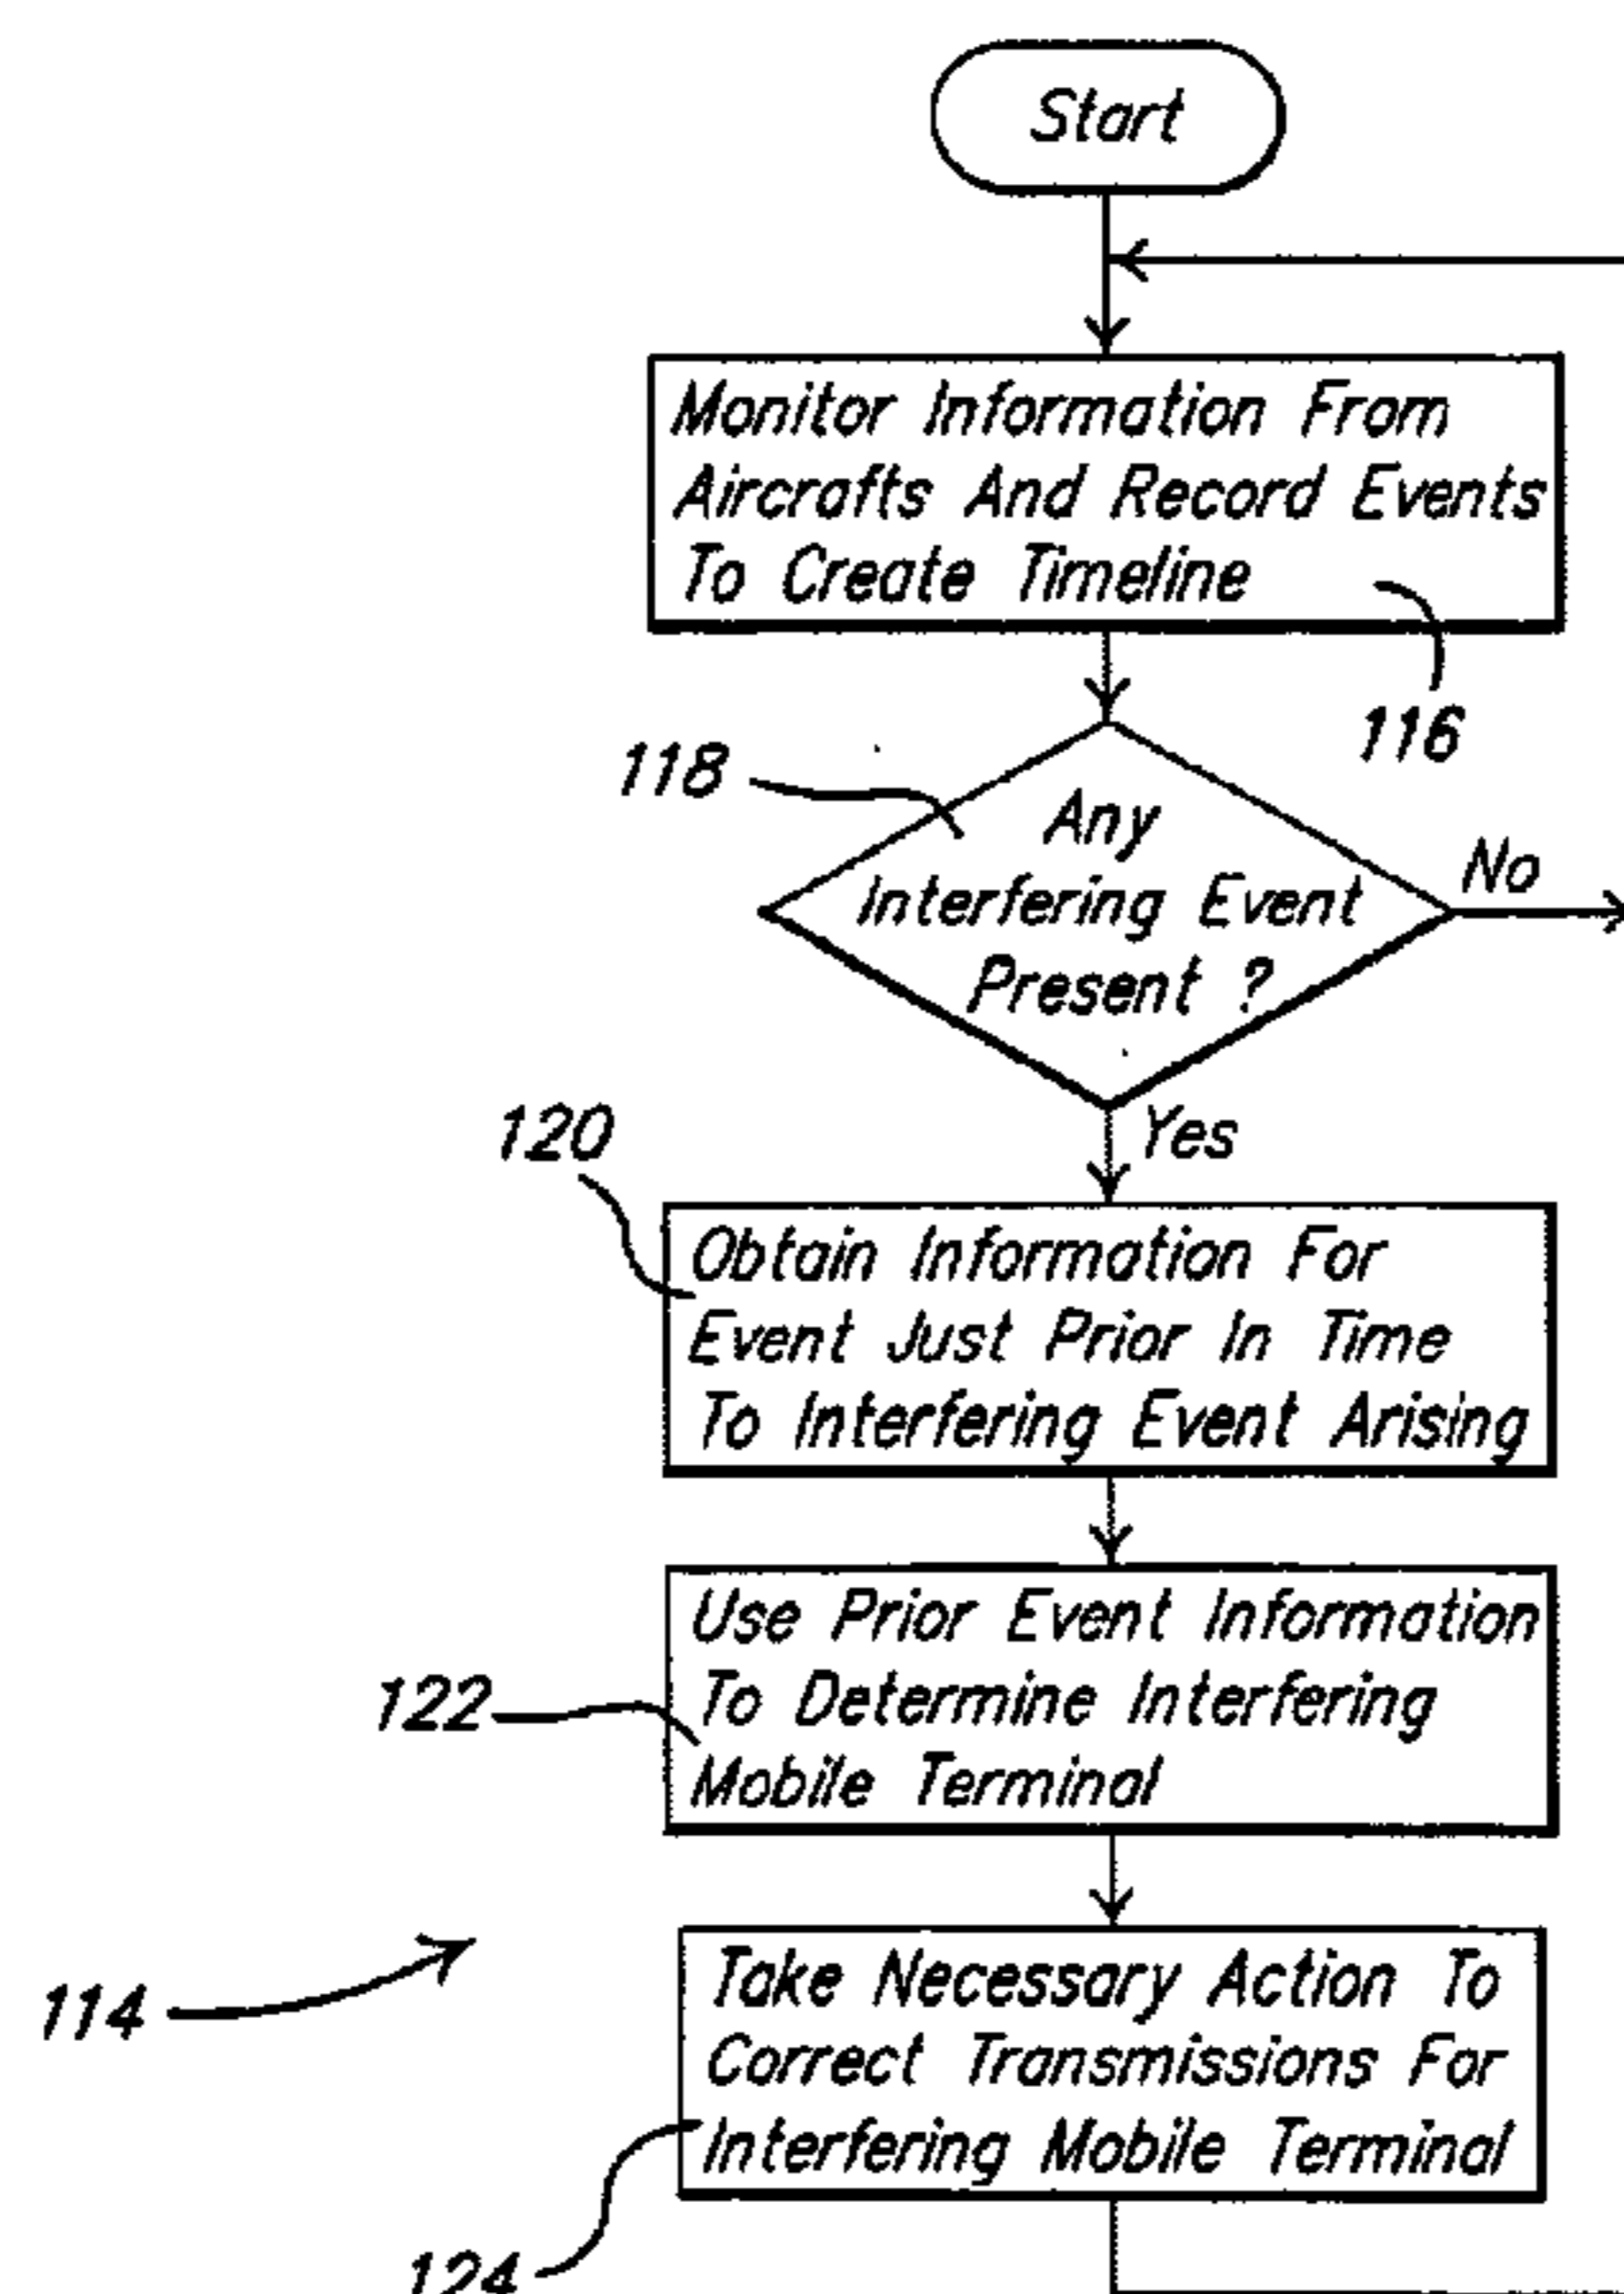 Start
Monitor Information From
Aircrafts And Record Events
To Create Timeline
116
118
Any
Interfering Event
Present ?
No
Yes
120
Obtain Information For
Event Just Prior In Time
To Interfering Event Arising
Use Prior Event Information
To Determine Interfering
Mobile Terminal
122
Take Necessary Action To
Correct Transmissions For
Interfering Mobile Terminal
114
124